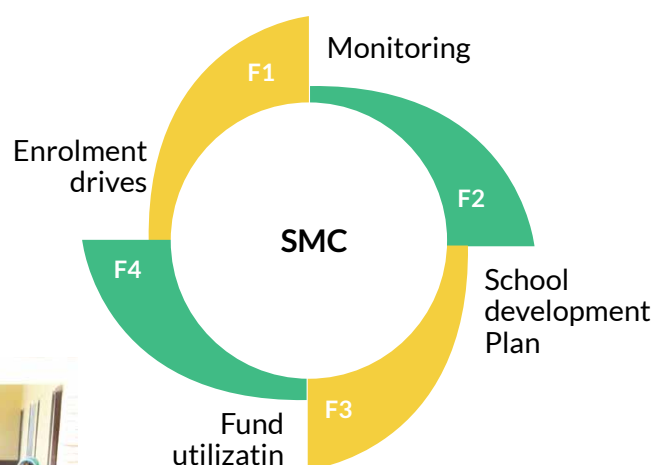 Monitoring
F1
Enrolment
drives
F2
SMC
F4
School
development
Plan
F3
Fund
utilizatin